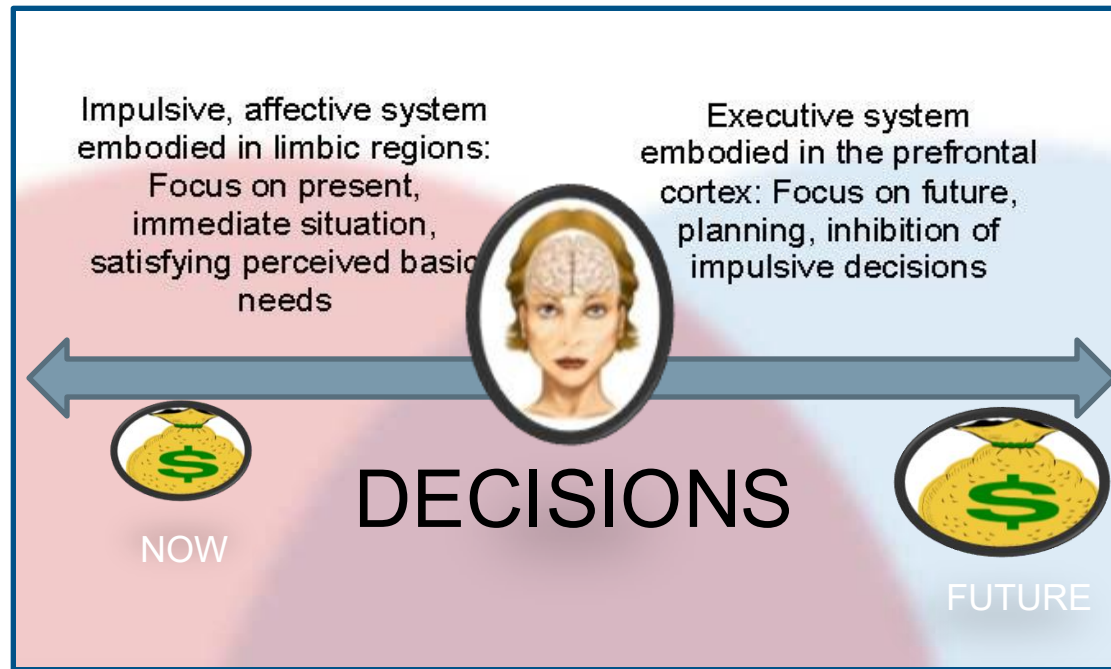 Impulsive, affective system
embodied in limbic regions:
Focus on present,
immediate situation,
satisfying perceived basic
needs
Executive system
embodied in the prefrontal
cortex: Focus on future,
planning, inhibition of
impulsive decisions
$
$
DECISIONS
NOW
FUTURE